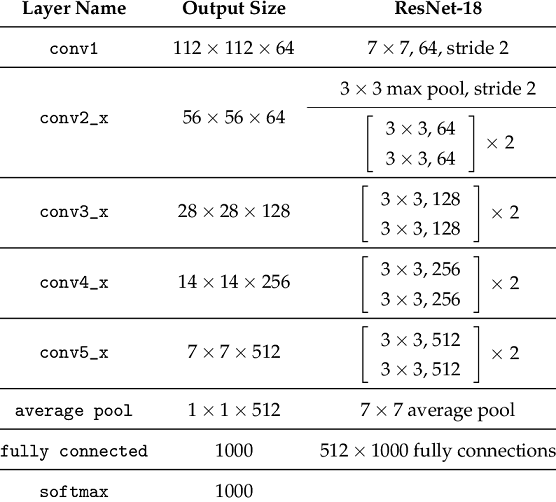 Layer Name Output Size ResNet-18
conv1 112 × 112 × 64 7 × 7, 64, stride 2
conv2_x 56 × 56 × 64 3 × 3 max pool, stride 2
[ 3 × 3, 64
3 × 3, 64 ] × 2
conv3_x 28 × 28 × 128 [ 3 × 3, 128
3 × 3, 128 ] × 2
conv4_x 14 × 14 × 256 [ 3 × 3, 256
3 × 3, 256 ] × 2
conv5_x 7 × 7 × 512 [ 3 × 3, 512
3 × 3, 512 ] × 2
average pool 1 × 1 × 512 7 × 7 average pool
fully connected 1000 512 × 1000 fully connections
softmax 1000